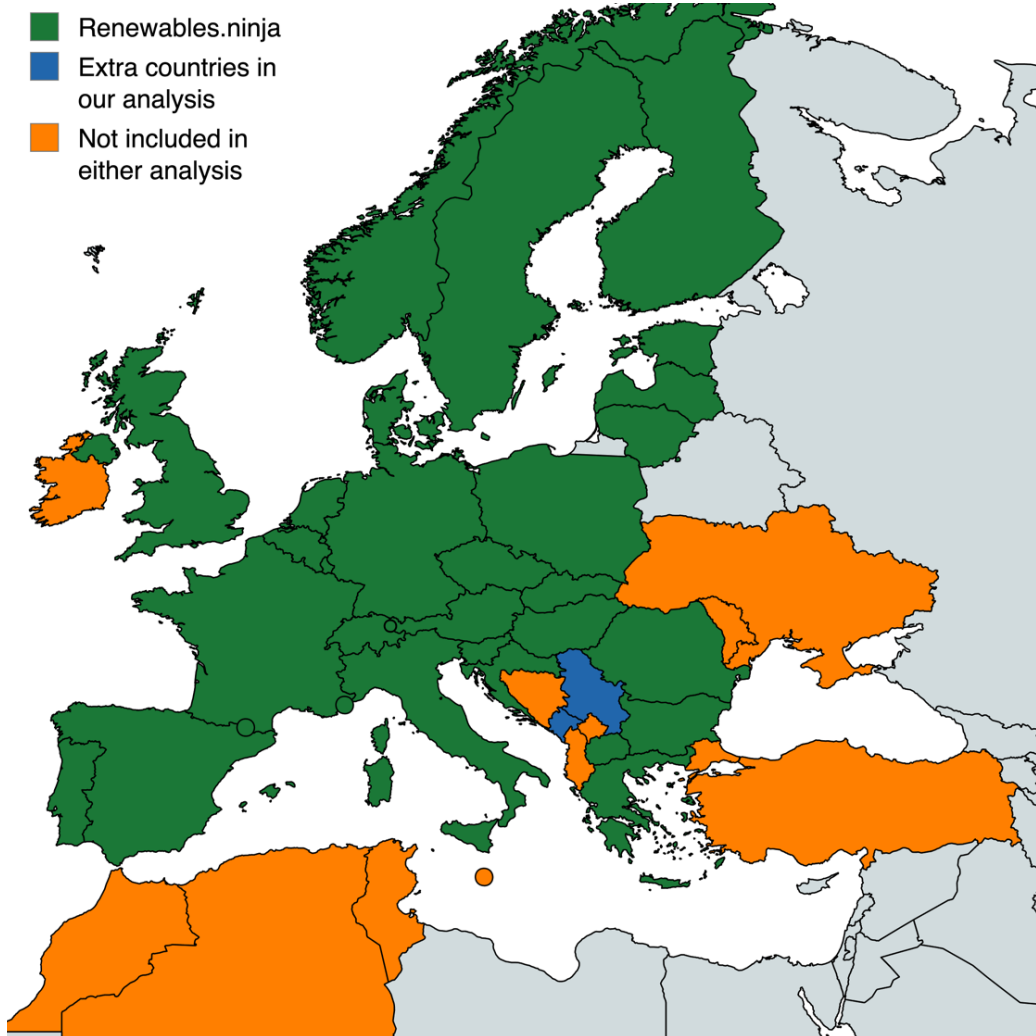 Renewables.ninja
Extra countries in
our analysis
Not included in
either analysis